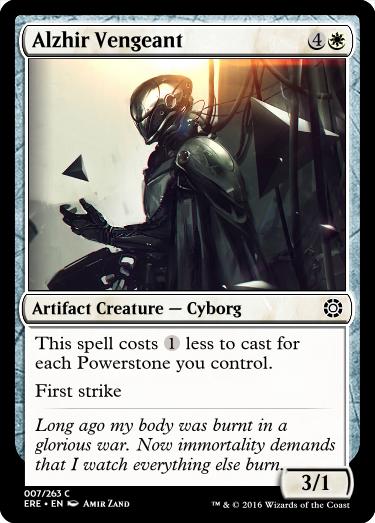 Alzhir Vengeant 4
Artifact Creature — Cyborg
This spell costs 1 less to cast for
each Powerstone you control.
First strike
Long ago my body was burnt in a
glorious war. Now immortality demands
that I watch everything else burn.
3/1
007/263 C
ERE • EN Amir Zand
™ & © 2016 Wizards of the Coast